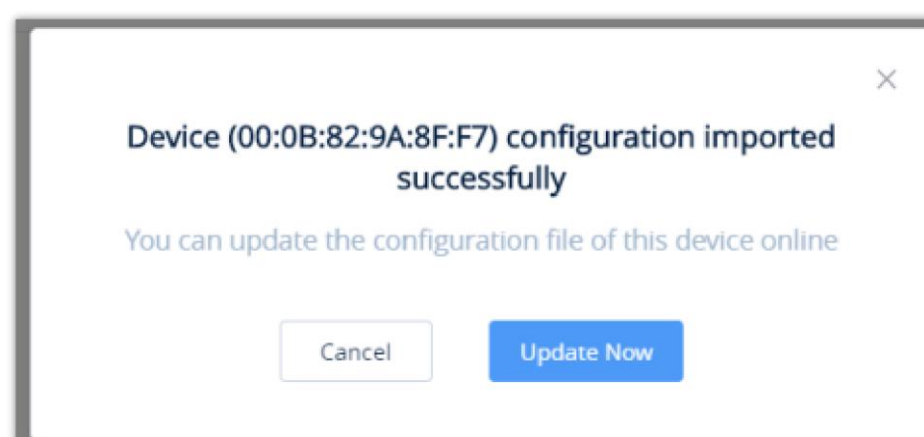 Device (00:0B:82:9A:8F:F7) configuration imported
successfully
You can update the configuration file of this device online
Cancel
Update Now